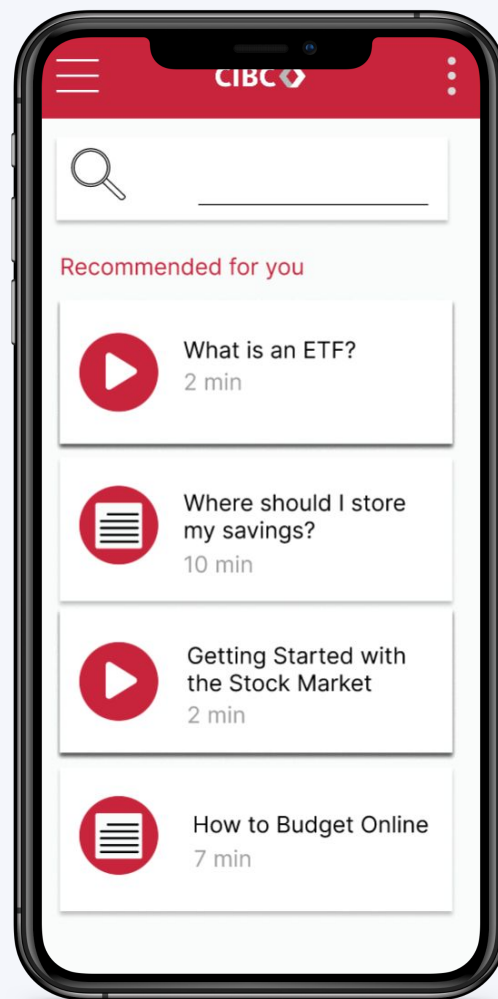 CIBC
Recommended for you
What is an ETF?
2 min
Where should I store
my savings?
10 min
Getting Started with
the Stock Market
2 min
How to Budget Online
7 min